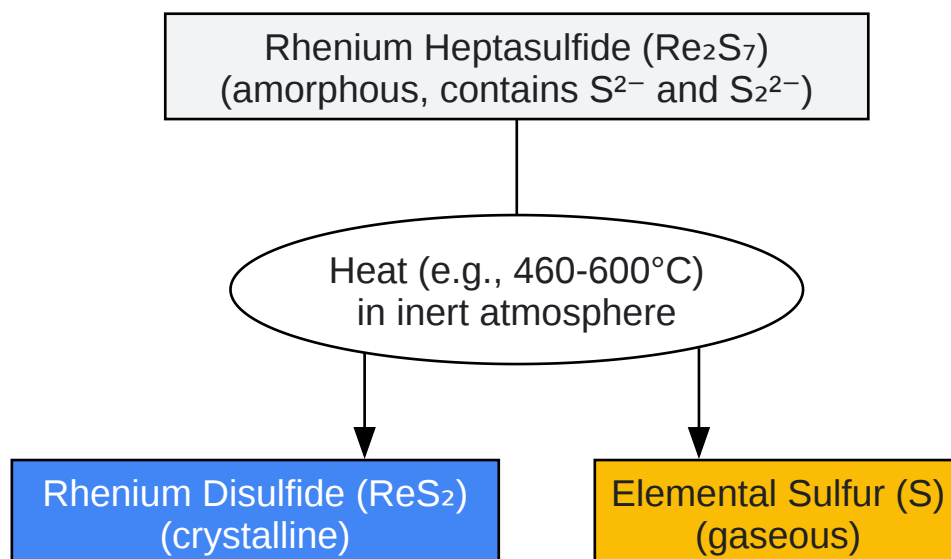 Rhenium Heptasulfide (Re₂S₇)
(amorphous, contains S²⁻ and S₂²⁻)
Heat (e.g., 460-600°C)
in inert atmosphere
Rhenium Disulfide (ReS₂)
(crystalline)
Elemental Sulfur (S)
(gaseous)